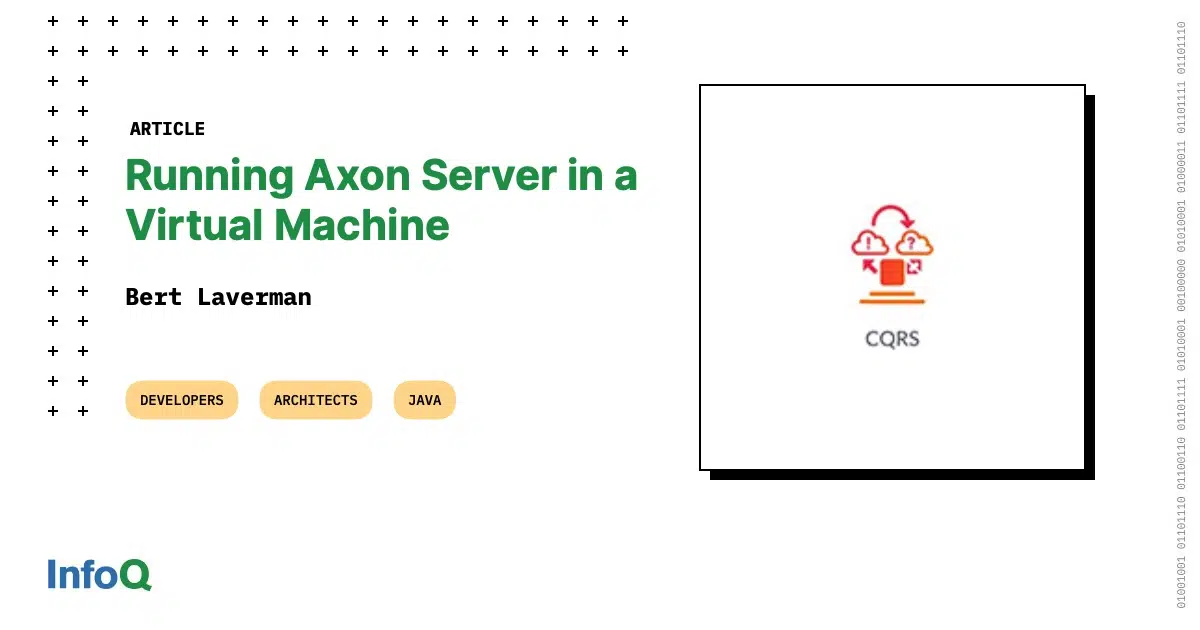 ARTICLE
Running Axon Server in a
Virtual Machine
Bert Laverman
DEVELOPERS ARCHITECTS JAVA
! ?
CQRS
InfoQ
01001001 01101110 01100110 01101111 01010001 00100000 01010001 01000011 01101111 01101110